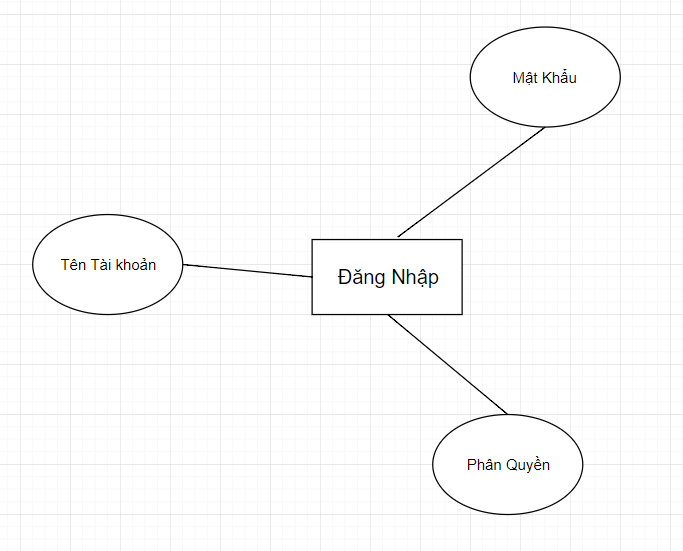 Mật Khẩu
Tên Tài khoản
Đăng Nhập
Phân Quyền